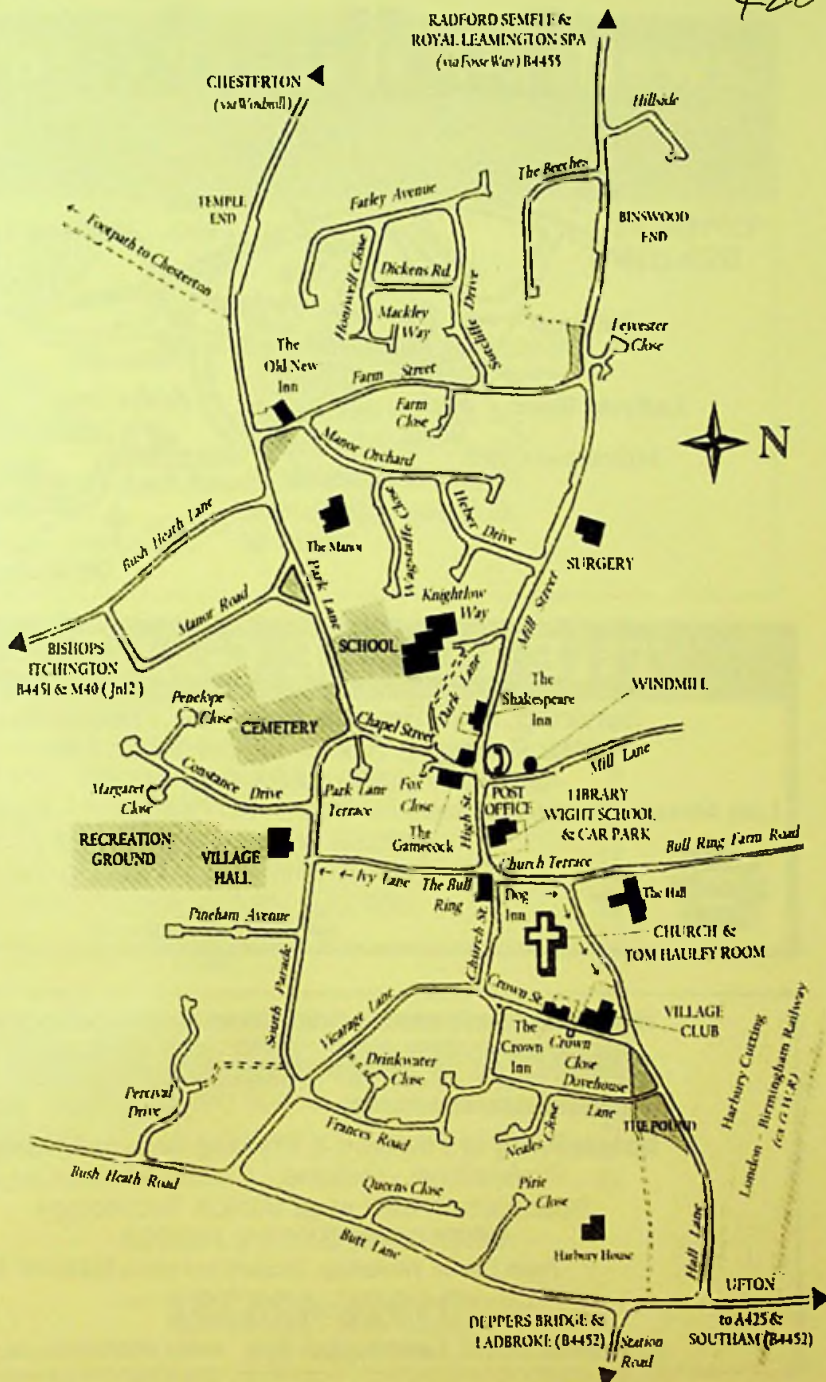 RADFORD SEMELE &
ROYAL LEAMINGTON SPA
(via Fosse Way) B4455
CHESTERTON
(via Windmill)
Hillside
The Beeches
Farley Avenue
TEMPLE
END
BINSWOOD
END
← Footpath to Chesterton
Honiwell Close
Dickens Rd
Mackley
Way
Sutcliffe Drive
Leycester
Close
The
Old New
Inn
Farm Street
Farm
Close
N
Manor Orchard
Wagstaffe Close
Heber Drive
Bush Heath Lane
The Manor
SURGERY
Park Lane
Knightlow
Way
Mill Street
Manor Road
SCHOOL
BISHOPS
ITCHINGTON
B4451 & M40 (Jn12)
Dark Lane
The
Shakespeare
Inn
WINDMILL
Penelope
Close
CEMETERY
Chapel Street
Mill Lane
Constance Drive
Margaret
Close
Park Lane
Terrace
Fox
Close
High St.
POST
OFFICE
LIBRARY
WIGHT SCHOOL
& CAR PARK
The
Gamecock
RECREATION
GROUND
VILLAGE
HALL
Church Terrace
Bull Ring Farm Road
← ← Ivy Lane
The Bull
Ring
Dog →
Inn
The Hall
Pineham Avenue
Church St.
CHURCH &
TOM HAULEY ROOM
South Parade
Vicarage Lane
Crown St.
VILLAGE
CLUB
The
Crown
Inn
Crown
Close
Drinkwater
Close
Dovehouse
Lane
Percival
Drive
Frances Road
Neales Close
THE POUND
Harbury Cutting
London - Birmingham Railway
(ex G.W.R.)
Bush Heath Road
Queens Close
Pirie
Close
Butt Lane
Harbury House
Hall Lane
UFTON
DEPPERS BRIDGE &
LADBROKE (B4452)
Station
Road
to A425 &
SOUTHAM (B4452)